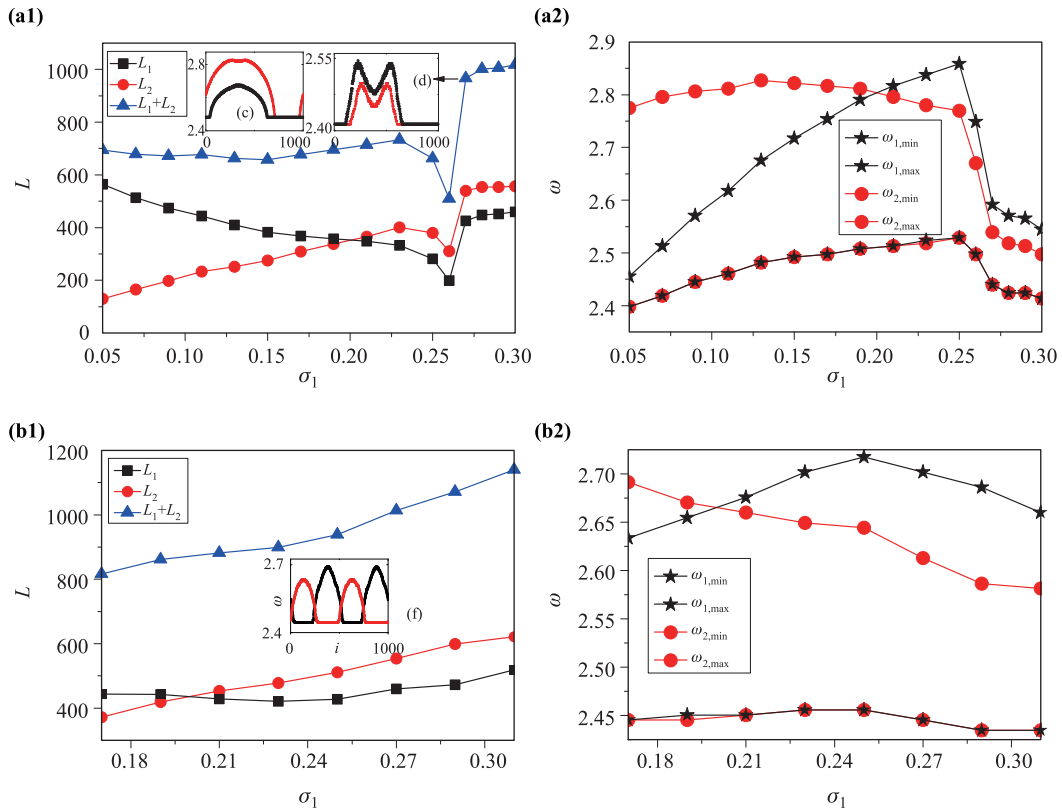 (a1)
L
1000
800
600
400
200
0
L1
L2
L1+L2
2.8
2.4
0
1000
(c)
2.55
2.40
0
1000
(d)
0.05
0.10
0.15
0.20
0.25
0.30
σ1
(a2)
ω
2.9
2.8
2.7
2.6
2.5
2.4
ω1,min
ω1,max
ω2,min
ω2,max
0.05
0.10
0.15
0.20
0.25
0.30
σ1
(b1)
L
1200
1000
800
600
400
L1
L2
L1+L2
2.7
ω
2.4
0
i
1000
(f)
0.18
0.21
0.24
0.27
0.30
σ1
(b2)
ω
2.70
2.65
2.60
2.55
2.50
2.45
ω1,min
ω1,max
ω2,min
ω2,max
0.18
0.21
0.24
0.27
0.30
σ1